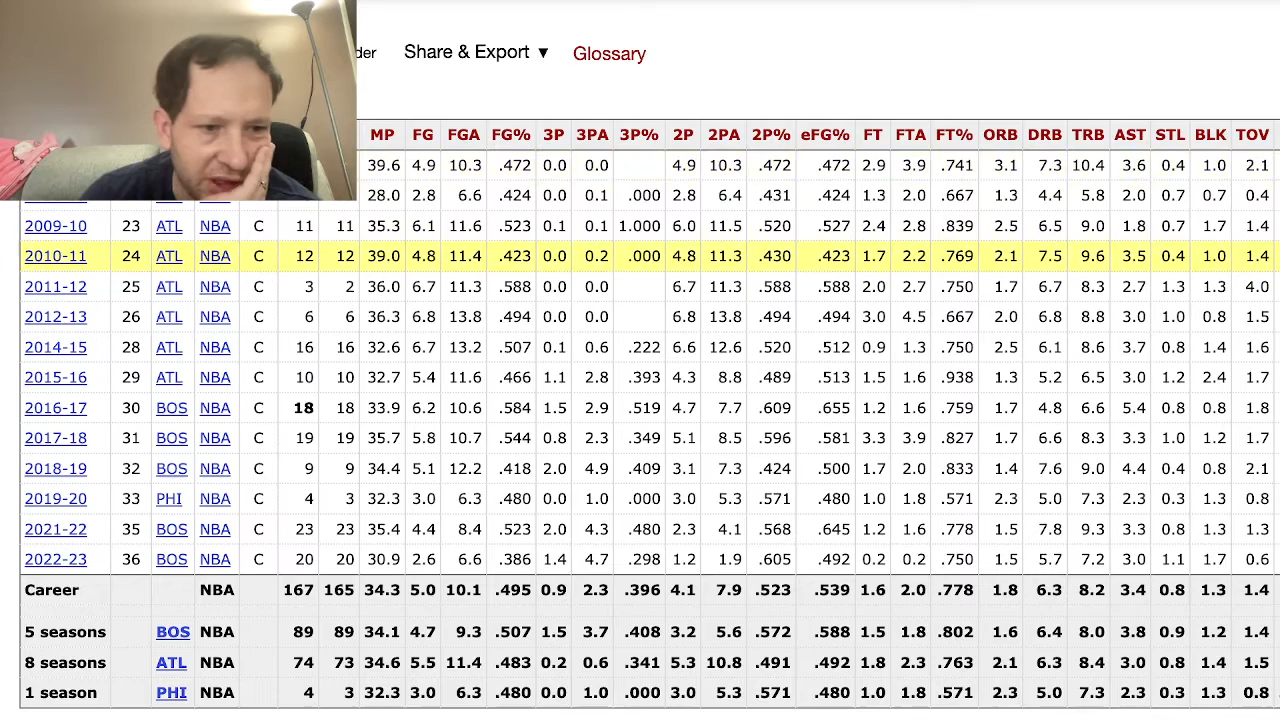 der Share & Export ▼ Glossary
MP FG FGA FG% 3P 3PA 3P% 2P 2PA 2P% eFG% FT FTA FT% ORB DRB TRB AST STL BLK TOV
39.6 4.9 10.3 .472 0.0 0.0 4.9 10.3 .472 .472 2.9 3.9 .741 3.1 7.3 10.4 3.6 0.4 1.0 2.1
28.0 2.8 6.6 .424 0.0 0.1 .000 2.8 6.4 .431 .424 1.3 2.0 .667 1.3 4.4 5.8 2.0 0.7 0.7 0.4
2009-10 23 ATL NBA C 11 11 35.3 6.1 11.6 .523 0.1 0.1 1.000 6.0 11.5 .520 .527 2.4 2.8 .839 2.5 6.5 9.0 1.8 0.7 1.7 1.4
2010-11 24 ATL NBA C 12 12 39.0 4.8 11.4 .423 0.0 0.2 .000 4.8 11.3 .430 .423 1.7 2.2 .769 2.1 7.5 9.6 3.5 0.4 1.0 1.4
2011-12 25 ATL NBA C 3 2 36.0 6.7 11.3 .588 0.0 0.0 6.7 11.3 .588 .588 2.0 2.7 .750 1.7 6.7 8.3 2.7 1.3 1.3 4.0
2012-13 26 ATL NBA C 6 6 36.3 6.8 13.8 .494 0.0 0.0 6.8 13.8 .494 .494 3.0 4.5 .667 2.0 6.8 8.8 3.0 1.0 0.8 1.5
2014-15 28 ATL NBA C 16 16 32.6 6.7 13.2 .507 0.1 0.6 .222 6.6 12.6 .520 .512 0.9 1.3 .750 2.5 6.1 8.6 3.7 0.8 1.4 1.6
2015-16 29 ATL NBA C 10 10 32.7 5.4 11.6 .466 1.1 2.8 .393 4.3 8.8 .489 .513 1.5 1.6 .938 1.3 5.2 6.5 3.0 1.2 2.4 1.7
2016-17 30 BOS NBA C 18 18 33.9 6.2 10.6 .584 1.5 2.9 .519 4.7 7.7 .609 .655 1.2 1.6 .759 1.7 4.8 6.6 5.4 0.8 0.8 1.8
2017-18 31 BOS NBA C 19 19 35.7 5.8 10.7 .544 0.8 2.3 .349 5.1 8.5 .596 .581 3.3 3.9 .827 1.7 6.6 8.3 3.3 1.0 1.2 1.7
2018-19 32 BOS NBA C 9 9 34.4 5.1 12.2 .418 2.0 4.9 .409 3.1 7.3 .424 .500 1.7 2.0 .833 1.4 7.6 9.0 4.4 0.4 0.8 2.1
2019-20 33 PHI NBA C 4 3 32.3 3.0 6.3 .480 0.0 1.0 .000 3.0 5.3 .571 .480 1.0 1.8 .571 2.3 5.0 7.3 2.3 0.3 1.3 0.8
2021-22 35 BOS NBA C 23 23 35.4 4.4 8.4 .523 2.0 4.3 .480 2.3 4.1 .568 .645 1.2 1.6 .778 1.5 7.8 9.3 3.3 0.8 1.3 1.3
2022-23 36 BOS NBA C 20 20 30.9 2.6 6.6 .386 1.4 4.7 .298 1.2 1.9 .605 .492 0.2 0.2 .750 1.5 5.7 7.2 3.0 1.1 1.7 0.6
Career NBA 167 165 34.3 5.0 10.1 .495 0.9 2.3 .396 4.1 7.9 .523 .539 1.6 2.0 .778 1.8 6.3 8.2 3.4 0.8 1.3 1.4
5 seasons BOS NBA 89 89 34.1 4.7 9.3 .507 1.5 3.7 .408 3.2 5.6 .572 .588 1.5 1.8 .802 1.6 6.4 8.0 3.8 0.9 1.2 1.4
8 seasons ATL NBA 74 73 34.6 5.5 11.4 .483 0.2 0.6 .341 5.3 10.8 .491 .492 1.8 2.3 .763 2.1 6.3 8.4 3.0 0.8 1.4 1.5
1 season PHI NBA 4 3 32.3 3.0 6.3 .480 0.0 1.0 .000 3.0 5.3 .571 .480 1.0 1.8 .571 2.3 5.0 7.3 2.3 0.3 1.3 0.8